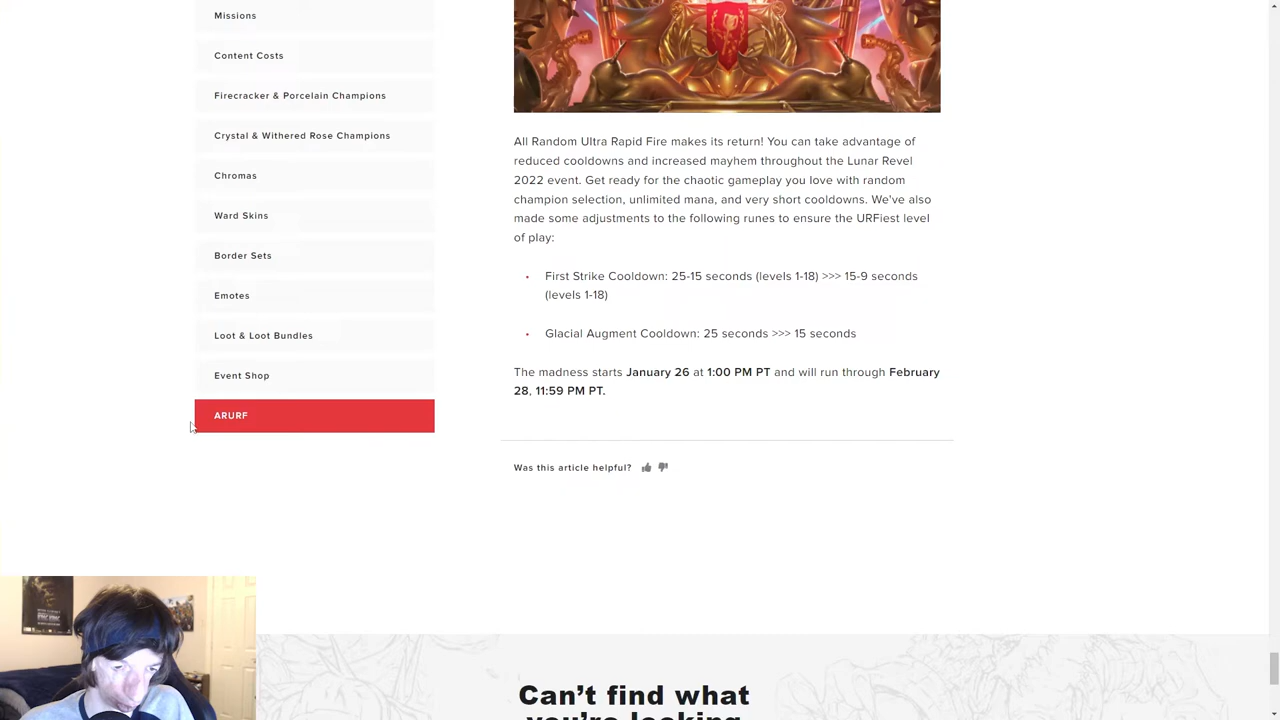 Missions
Content Costs
Firecracker & Porcelain Champions
Crystal & Withered Rose Champions
Chromas
Ward Skins
Border Sets
Emotes
Loot & Loot Bundles
Event Shop
ARURF
All Random Ultra Rapid Fire makes its return! You can take advantage of
reduced cooldowns and increased mayhem throughout the Lunar Revel
2022 event. Get ready for the chaotic gameplay you love with random
champion selection, unlimited mana, and very short cooldowns. We've also
made some adjustments to the following runes to ensure the URFiest level
of play:
• First Strike Cooldown: 25-15 seconds (levels 1-18) >>> 15-9 seconds
(levels 1-18)
• Glacial Augment Cooldown: 25 seconds >>> 15 seconds
The madness starts January 26 at 1:00 PM PT and will run through February
28, 11:59 PM PT.
Was this article helpful?
Can't find what
you're looking